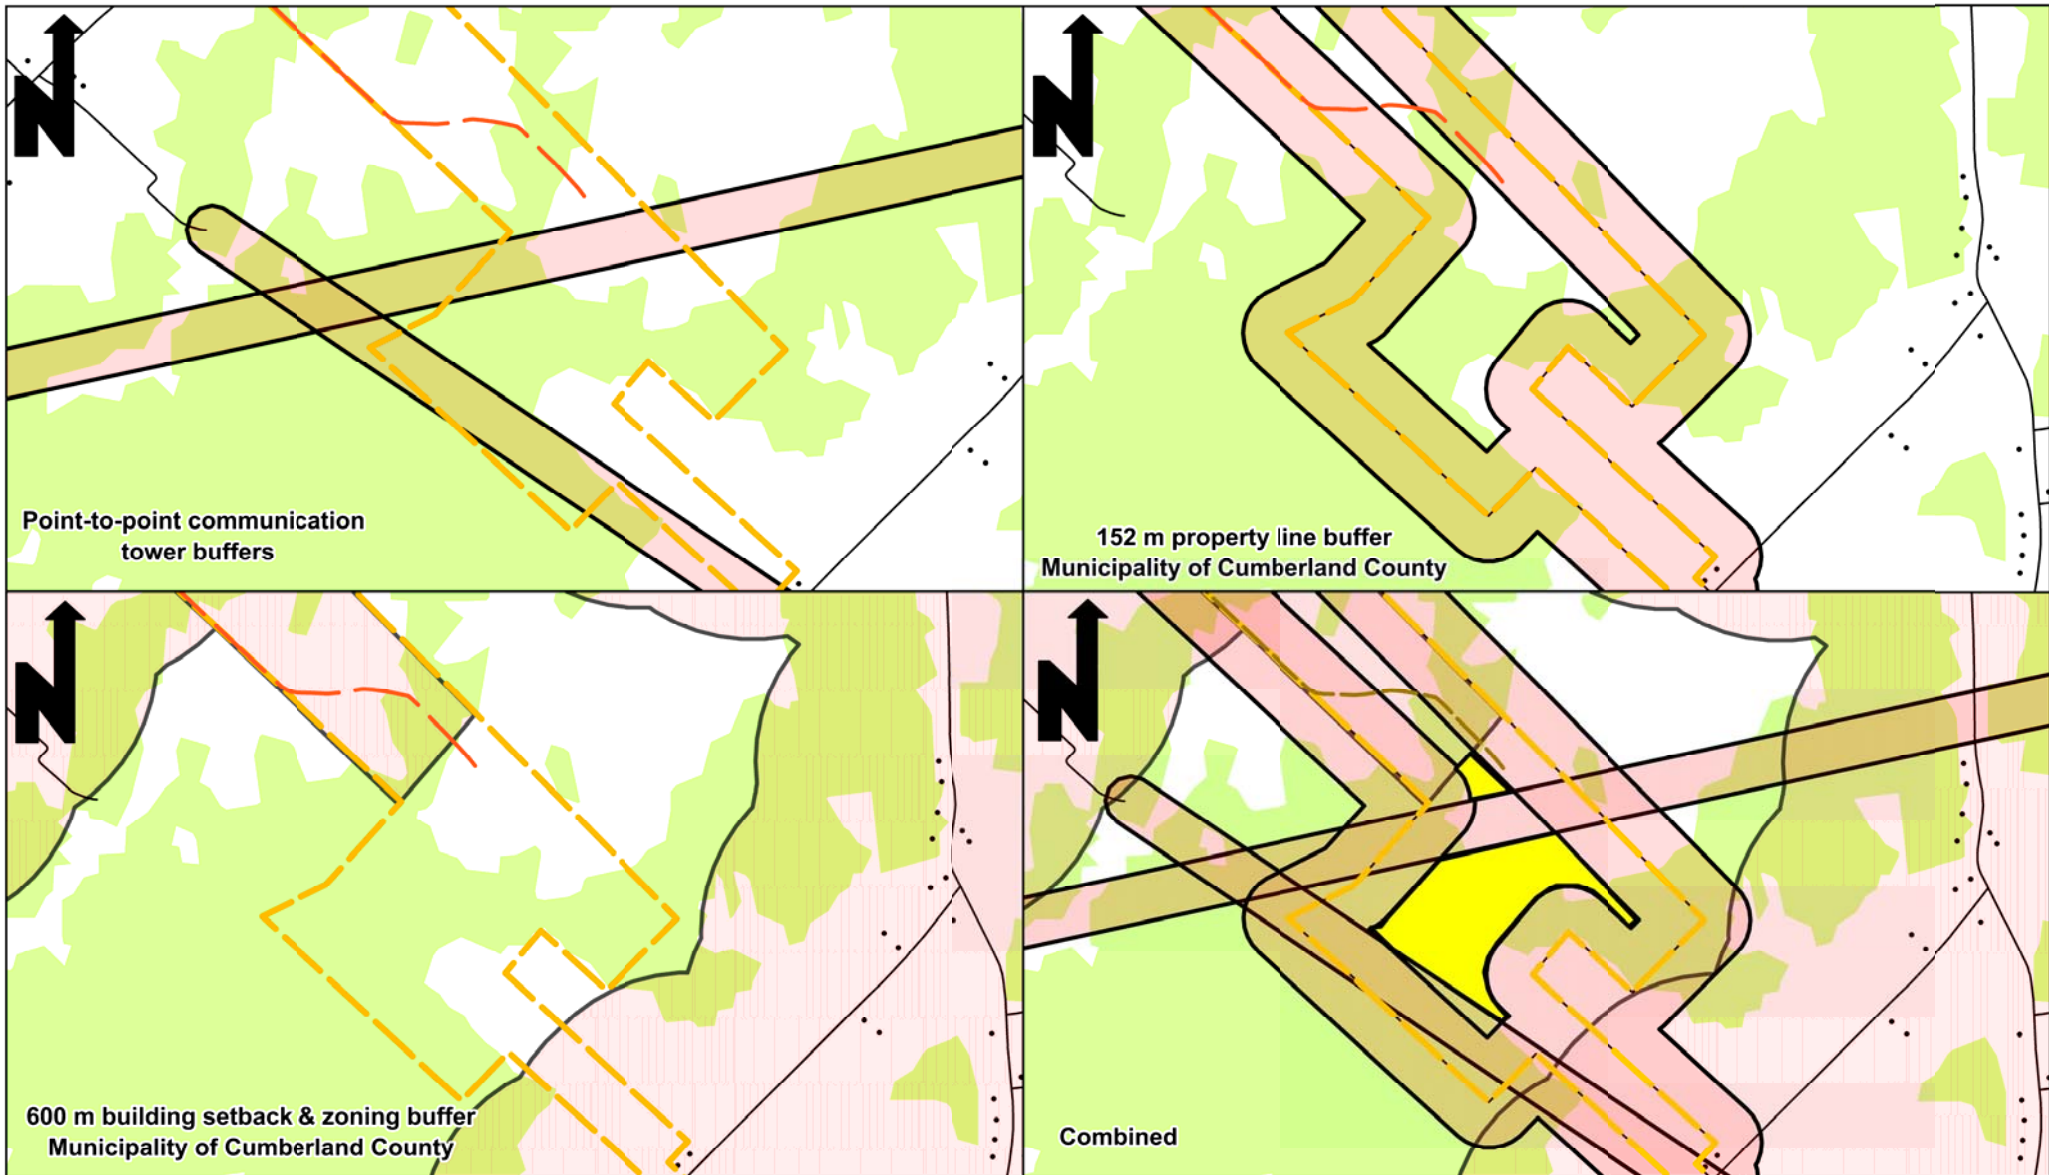 N
N
Point-to-point communication
tower buffers
152 m property line buffer
Municipality of Cumberland County
N
N
600 m building setback & zoning buffer
Municipality of Cumberland County
Combined